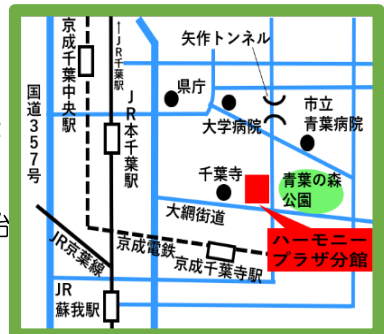 京成千葉中央駅
←JR千葉駅
矢作トンネル
国道357号
JR本千葉駅
県庁
大学病院
市立
青葉病院
千葉寺
青葉の森
公園
大網街道
ハーモニー
プラザ分館
JR京葉線
京成電鉄
京成千葉寺駅
JR
蘇我駅
台